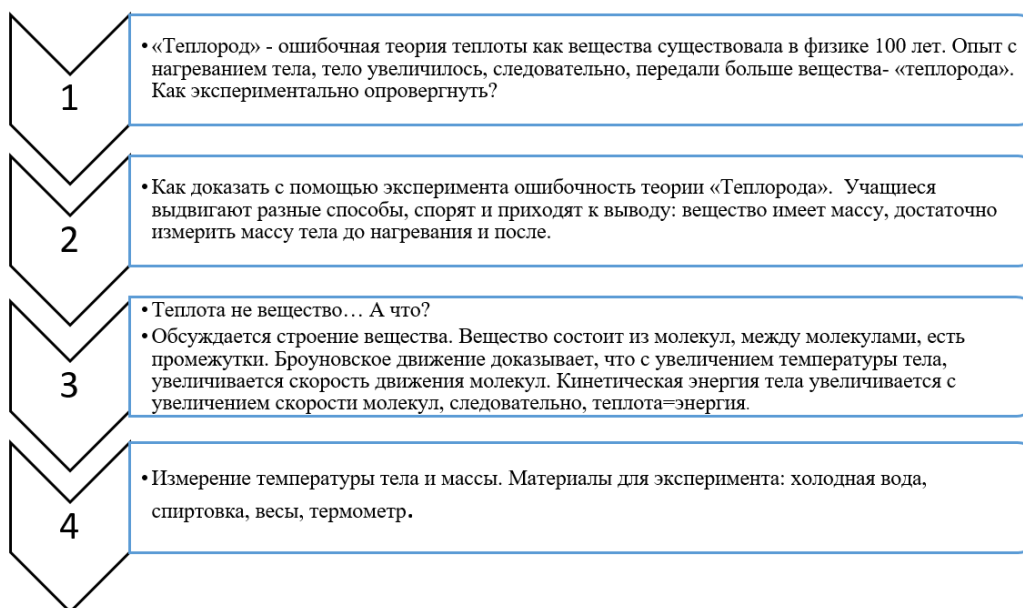 1
• «Теплород» - ошибочная теория теплоты как вещества существовала в физике 100 лет. Опыт с
нагреванием тела, тело увеличилось, следовательно, передали больше вещества- «теплорода».
Как экспериментально опровергнуть?
2
• Как доказать с помощью эксперимента ошибочность теории «Теплорода». Учащиеся
выдвигают разные способы, спорят и приходят к выводу: вещество имеет массу, достаточно
измерить массу тела до нагревания и после.
3
• Теплота не вещество… А что?
• Обсуждается строение вещества. Вещество состоит из молекул, между молекулами, есть
промежутки. Броуновское движение доказывает, что с увеличением температуры тела,
увеличивается скорость движения молекул. Кинетическая энергия тела увеличивается с
увеличением скорости молекул, следовательно, теплота=энергия.
4
• Измерение температуры тела и массы. Материалы для эксперимента: холодная вода,
спиртовка, весы, термометр.